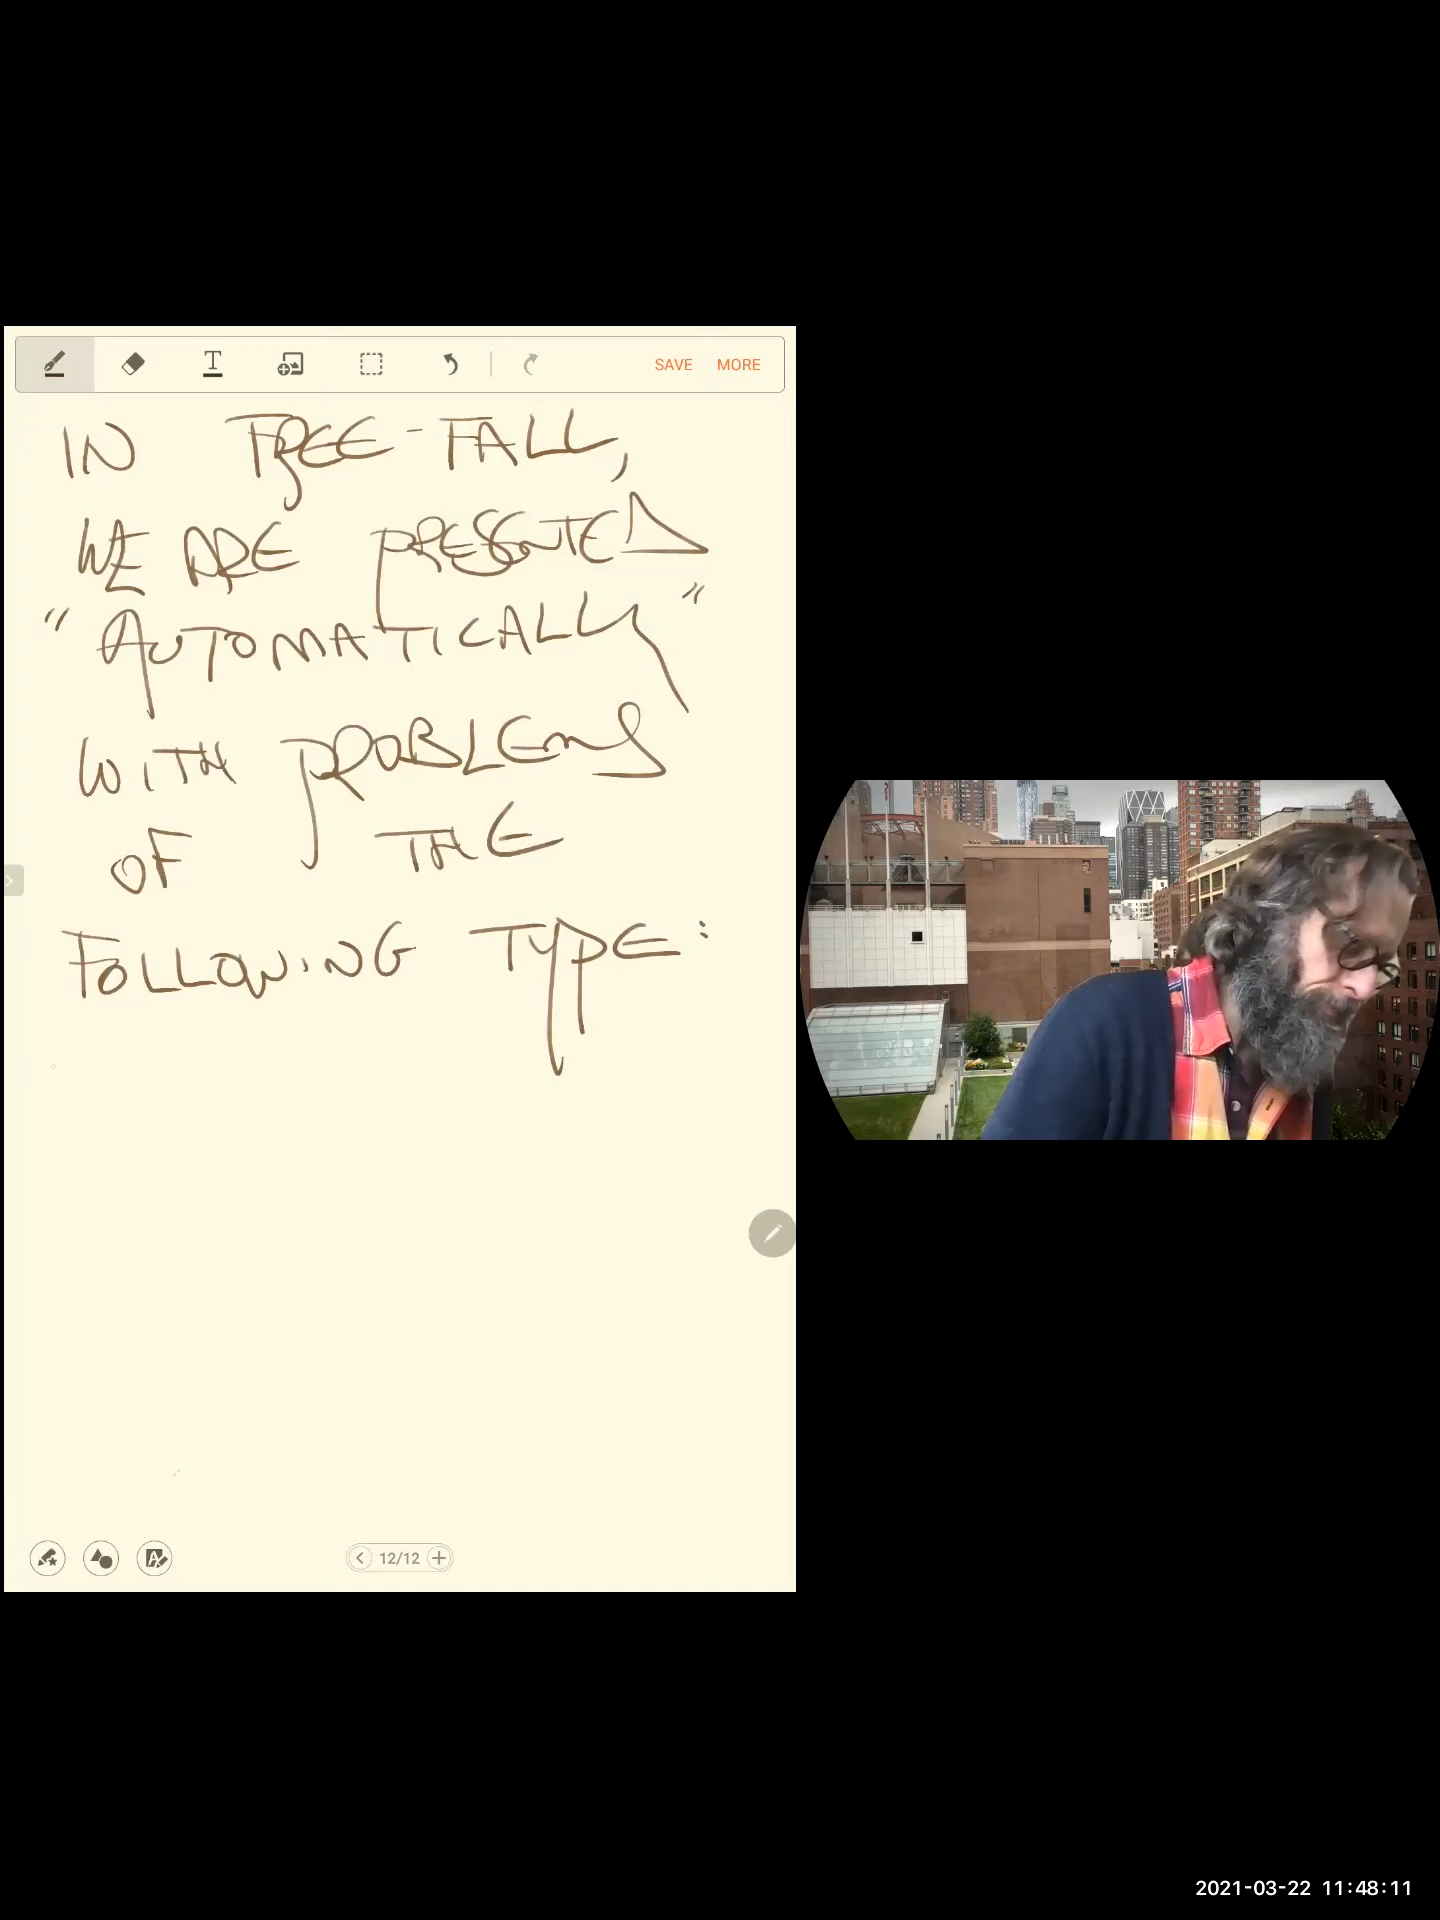 SAVE MORE
IN FREE-FALL,
WE ARE PRESENTED
"AUTOMATICALLY"
WITH PROBLEMS
OF THE
FOLLOWING TYPE:
12/12
2021-03-22 11:48:11